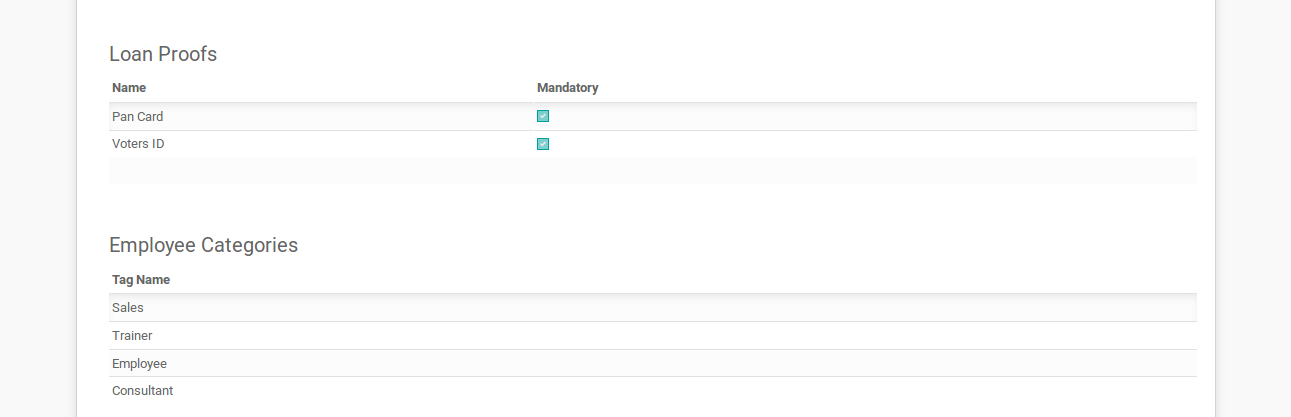 Loan Proofs
Name Mandatory
Pan Card
Voters ID
Employee Categories
Tag Name
Sales
Trainer
Employee
Consultant